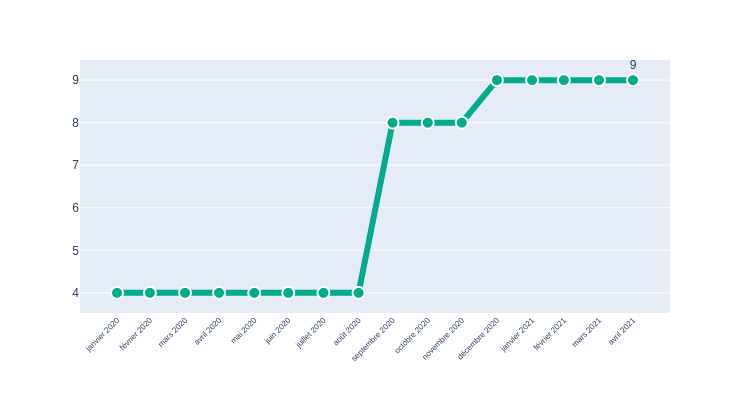 9
9
8
7
6
5
4
janvier 2020
février 2020
mars 2020
avril 2020
mai 2020
juin 2020
juillet 2020
août 2020
septembre 2020
octobre 2020
novembre 2020
décembre 2020
janvier 2021
février 2021
mars 2021
avril 2021